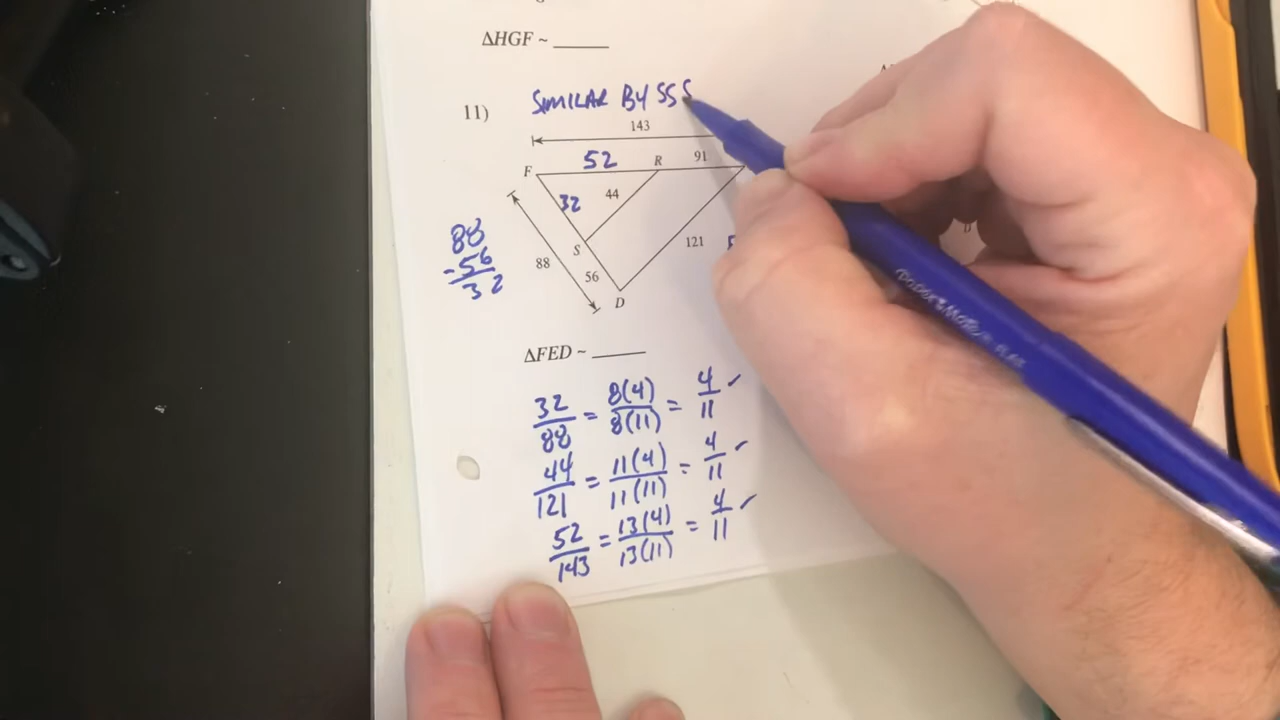 ΔHGF ~ _____
11)
SIMILAR BY SSS
143
52 R 91
F
32 44
88
-56
32
S
121
88
56
D
ΔFED ~ _____
32/88 = 8(4)/8(11) = 4/11 ✓
44/121 = 11(4)/11(11) = 4/11 ✓
52/143 = 13(4)/13(11) = 4/11 ✓